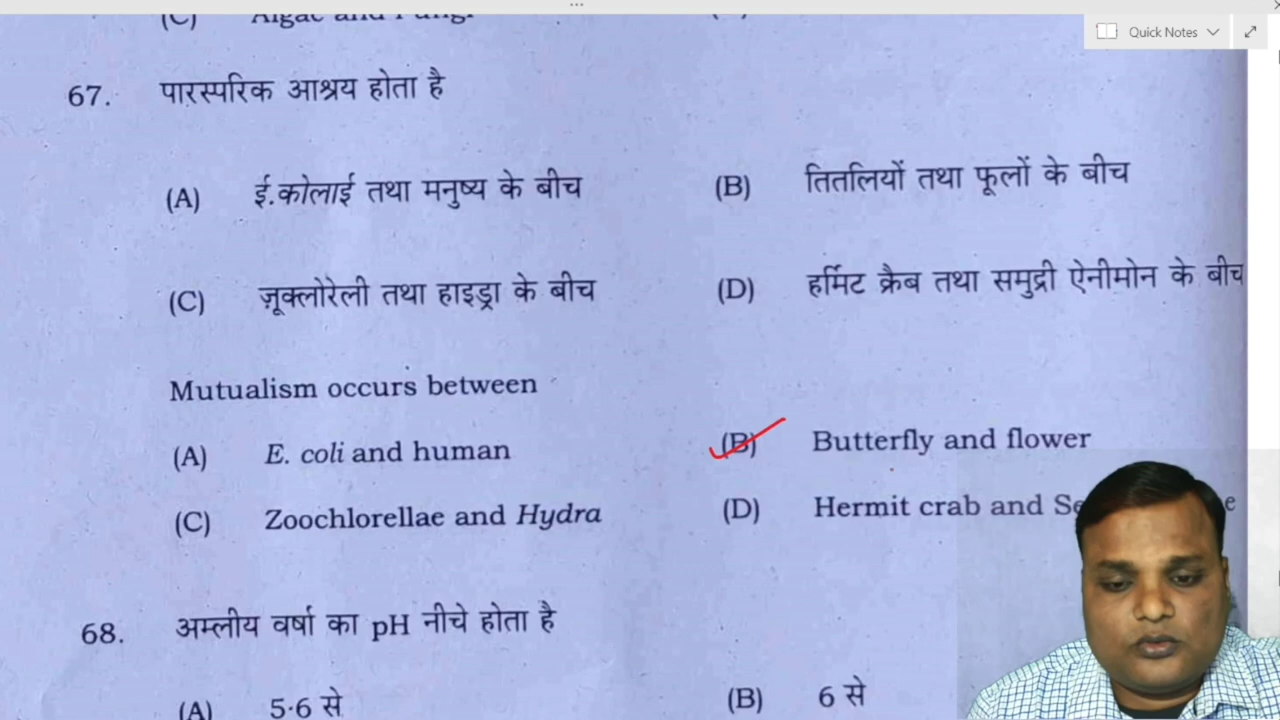 Quick Notes
67. पारस्परिक आश्रय होता है
(A) ई.कोलाई तथा मनुष्य के बीच (B) तितलियों तथा फूलों के बीच
(C) ज़ूक्लोरेली तथा हाइड्रा के बीच (D) हर्मिट क्रैब तथा समुद्री ऐनीमोन के बीच
Mutualism occurs between
(A) E. coli and human (B) Butterfly and flower
(C) Zoochlorellae and Hydra (D) Hermit crab and
68. अम्लीय वर्षा का pH नीचे होता है
(A) 5·6 से (B) 6 से